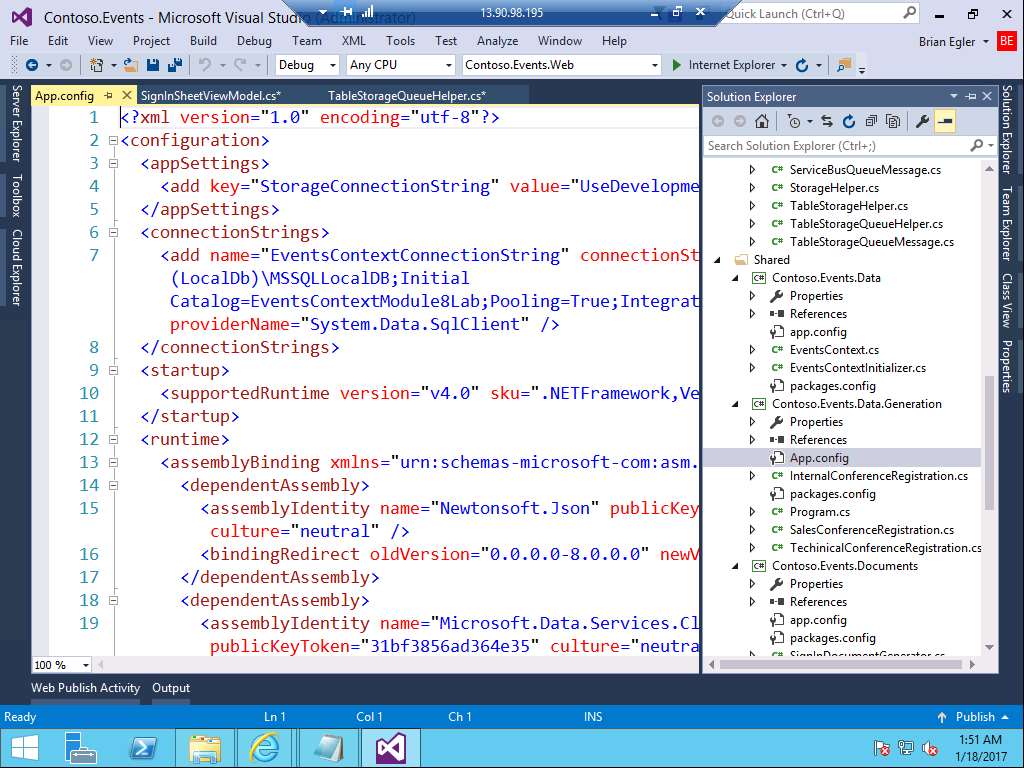 Contoso.Events - Microsoft Visual Studio (Administrator)
13.90.98.195
Quick Launch (Ctrl+Q)
File Edit View Project Build Debug Team XML Tools Test Analyze Window Help
Brian Egler BE
Debug Any CPU Contoso.Events.Web Internet Explorer
Server Explorer
Toolbox
Cloud Explorer
App.config SignInSheetViewModel.cs* TableStorageQueueHelper.cs*
1 <?xml version="1.0" encoding="utf-8"?>
2 <configuration>
3 <appSettings>
4 <add key="StorageConnectionString" value="UseDevelopme
5 </appSettings>
6 <connectionStrings>
7 <add name="EventsContextConnectionString" connectionSt
(LocalDb)\MSSQLLocalDB;Initial
Catalog=EventsContextModule8Lab;Pooling=True;Integrat
providerName="System.Data.SqlClient" />
8 </connectionStrings>
9 <startup>
10 <supportedRuntime version="v4.0" sku=".NETFramework,Ve
11 </startup>
12 <runtime>
13 <assemblyBinding xmlns="urn:schemas-microsoft-com:asm.
14 <dependentAssembly>
15 <assemblyIdentity name="Newtonsoft.Json" publicKey
culture="neutral" />
16 <bindingRedirect oldVersion="0.0.0.0-8.0.0.0" newV
17 </dependentAssembly>
18 <dependentAssembly>
19 <assemblyIdentity name="Microsoft.Data.Services.Cl
publicKeyToken="31bf3856ad364e35" culture="neutra
100 %
Solution Explorer
Search Solution Explorer (Ctrl+;)
C# ServiceBusQueueMessage.cs
C# StorageHelper.cs
C# TableStorageHelper.cs
C# TableStorageQueueHelper.cs
C# TableStorageQueueMessage.cs
Shared
C# Contoso.Events.Data
Properties
References
app.config
C# EventsContext.cs
C# EventsContextInitializer.cs
packages.config
C# Contoso.Events.Data.Generation
Properties
References
App.config
C# InternalConferenceRegistration.cs
packages.config
C# Program.cs
C# SalesConferenceRegistration.cs
C# TechinicalConferenceRegistration.cs
C# Contoso.Events.Documents
Properties
References
app.config
packages.config
C# SignInDocumentGenerator.cs
Solution Explorer
Team Explorer
Class View
Properties
Web Publish Activity Output
Ready Ln 1 Col 1 Ch 1 INS Publish
1:51 AM
1/18/2017